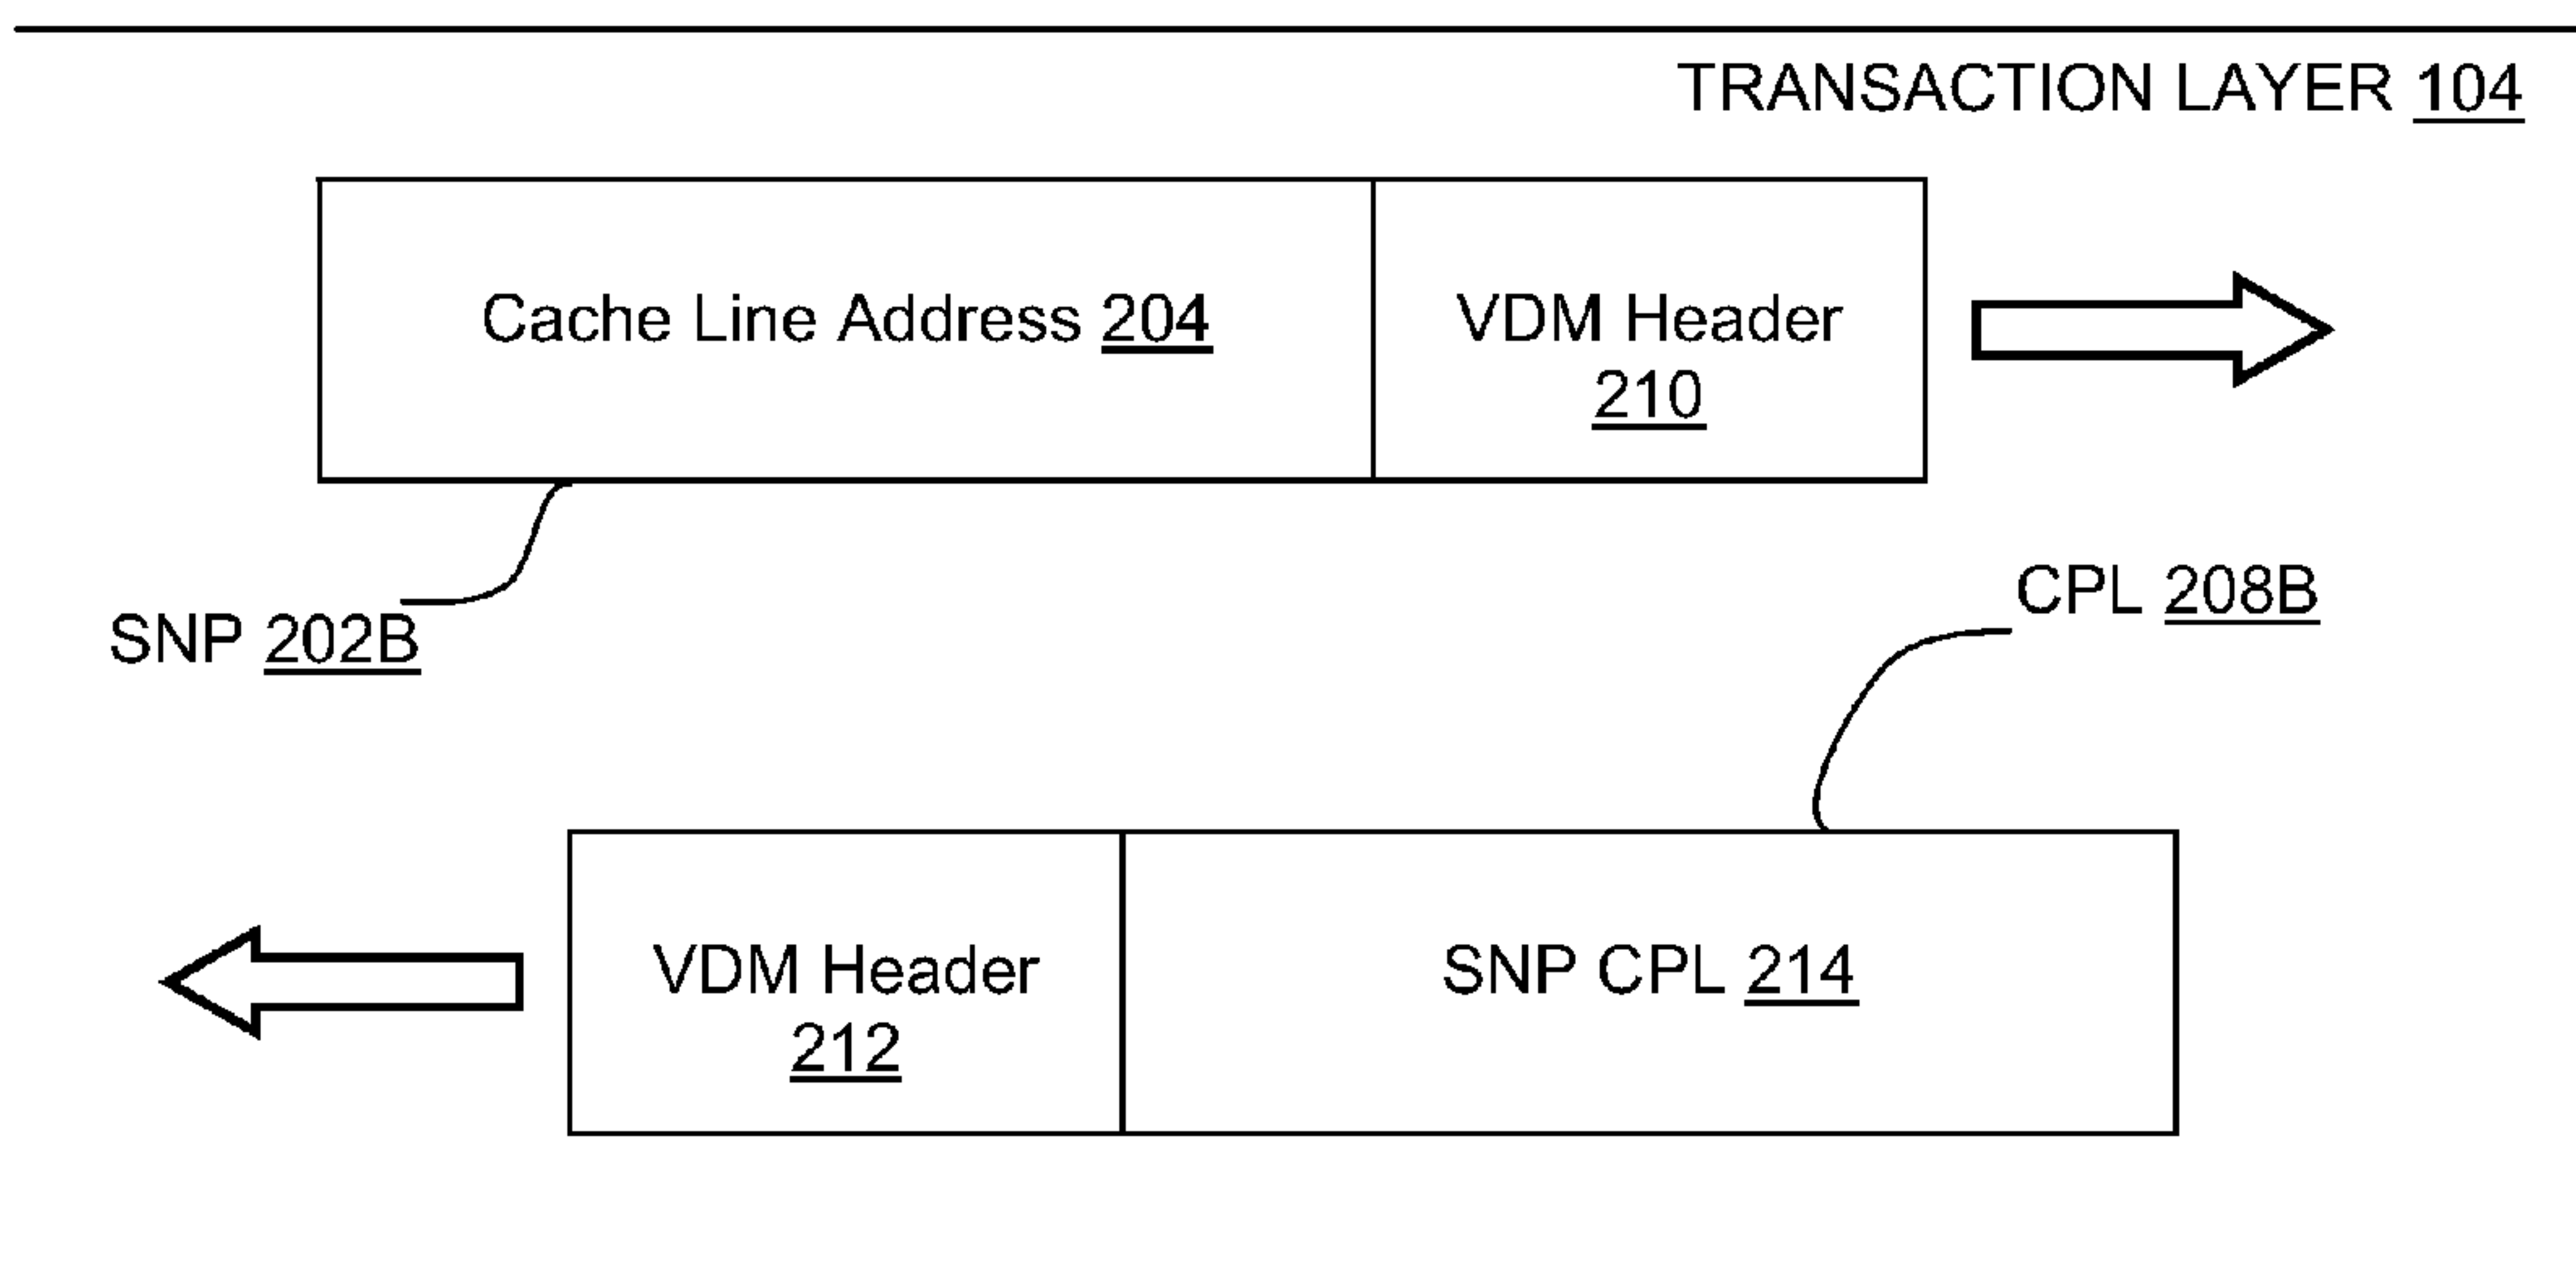 TRANSACTION LAYER 104
Cache Line Address 204
VDM Header
210
SNP 202B
CPL 208B
VDM Header
212
SNP CPL 214